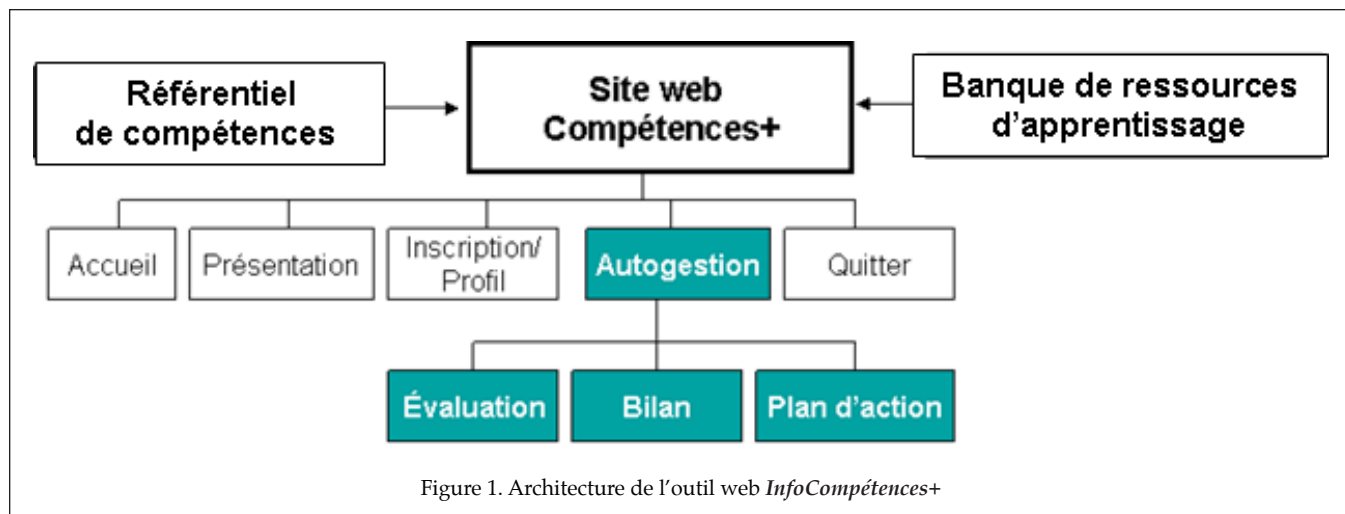 Référentiel
de compétences
Site web
Compétences+
Banque de ressources
d'apprentissage
Accueil
Présentation
Inscription/
Profil
Autogestion
Quitter
Évaluation
Bilan
Plan d'action
Figure 1. Architecture de l'outil web InfoCompétences+